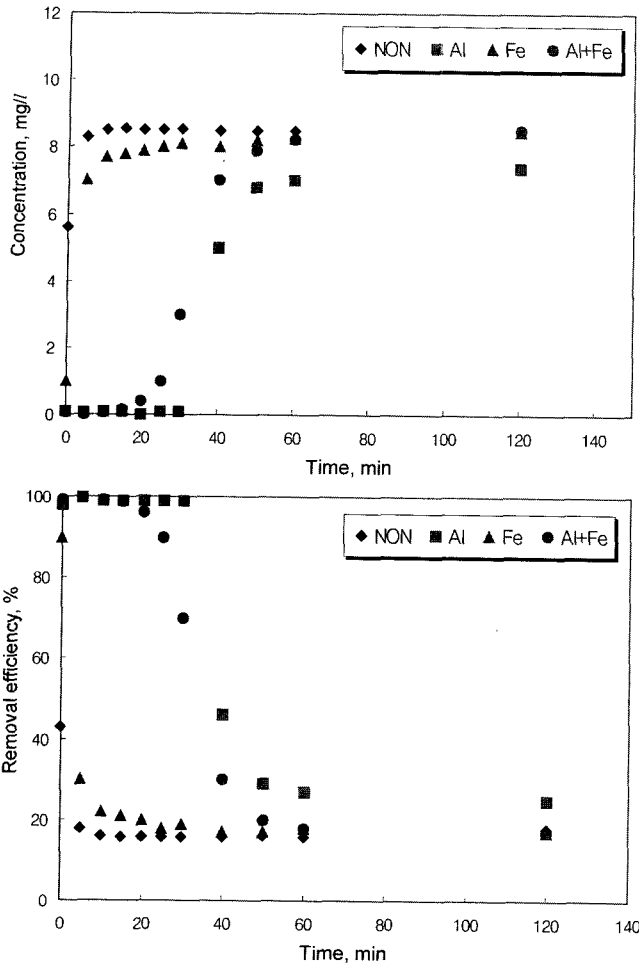 12
10
8
6
4
2
0
Concentration, mg/l
◆ NON ■ Al ▲ Fe ● Al+Fe
0 20 40 60 80 100 120 140
Time, min
100
80
60
40
20
0
Removal efficiency, %
◆ NON ■ Al ▲ Fe ● Al+Fe
0 20 40 60 80 100 120 140
Time, min